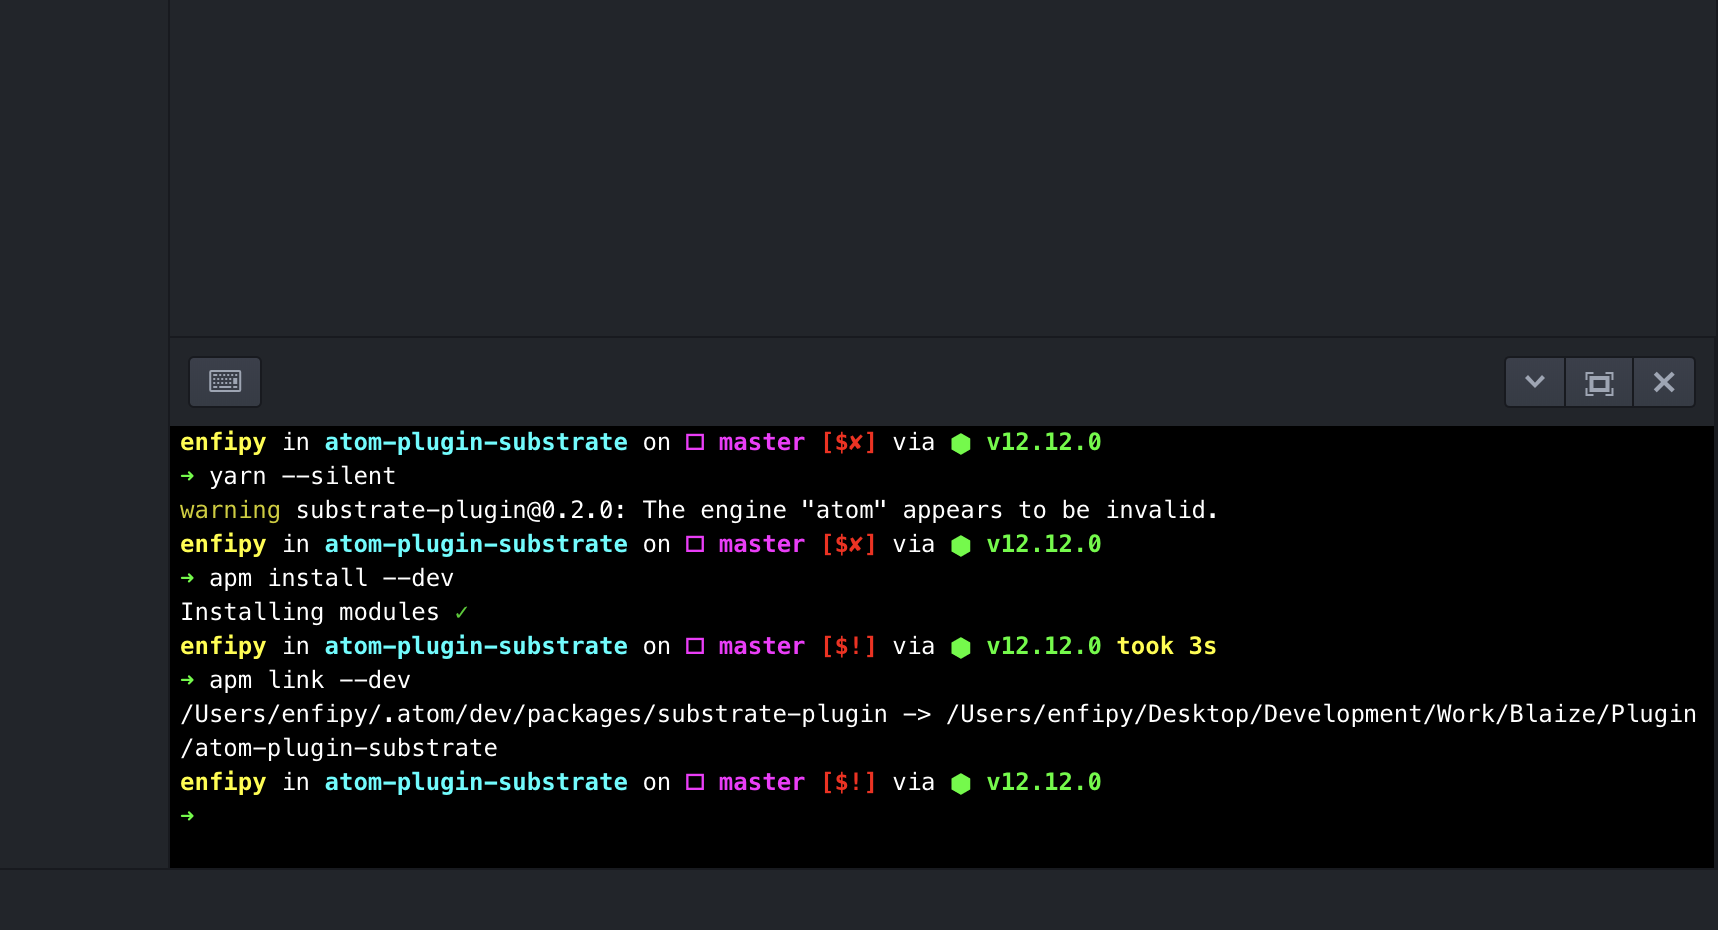 enfipy in atom-plugin-substrate on □ master [$✘] via ⬢ v12.12.0
➜ yarn --silent
warning substrate-plugin@0.2.0: The engine "atom" appears to be invalid.
enfipy in atom-plugin-substrate on □ master [$✘] via ⬢ v12.12.0
➜ apm install --dev
Installing modules ✓
enfipy in atom-plugin-substrate on □ master [$!] via ⬢ v12.12.0 took 3s
➜ apm link --dev
/Users/enfipy/.atom/dev/packages/substrate-plugin -> /Users/enfipy/Desktop/Development/Work/Blaize/Plugin
/atom-plugin-substrate
enfipy in atom-plugin-substrate on □ master [$!] via ⬢ v12.12.0
➜